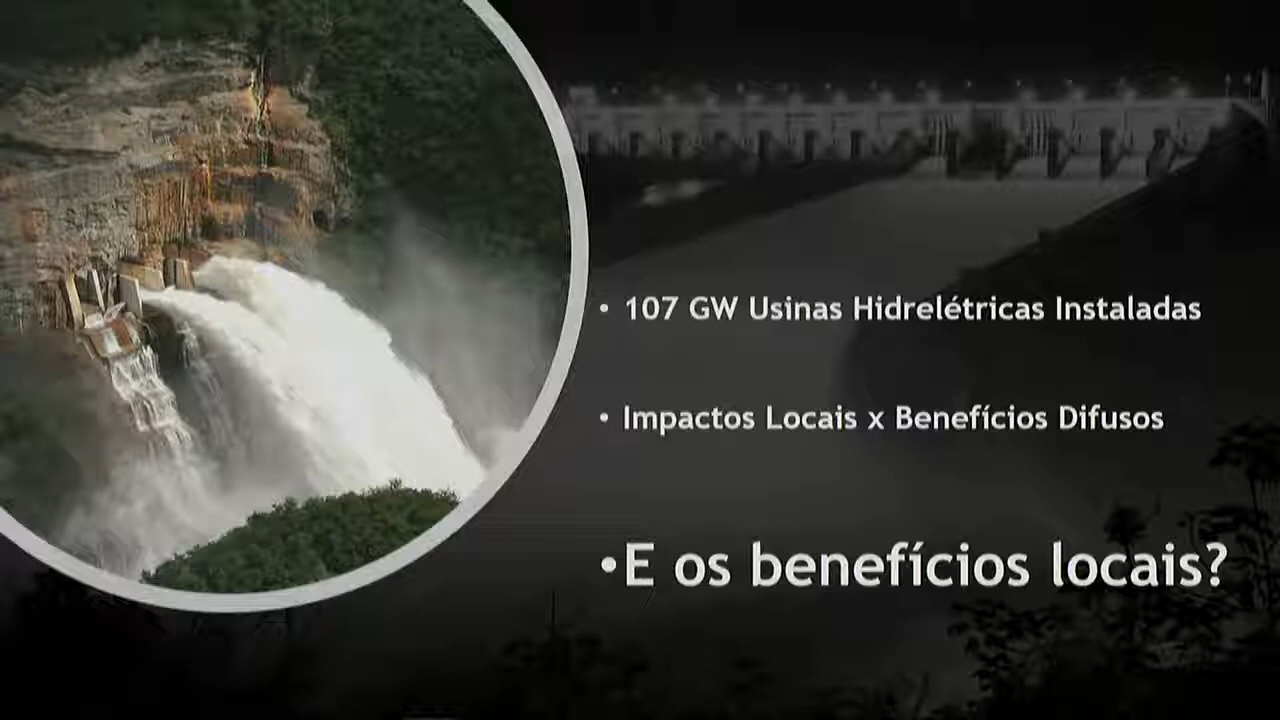 • 107 GW Usinas Hidrelétricas Instaladas
• Impactos Locais x Benefícios Difusos
•E os benefícios locais?